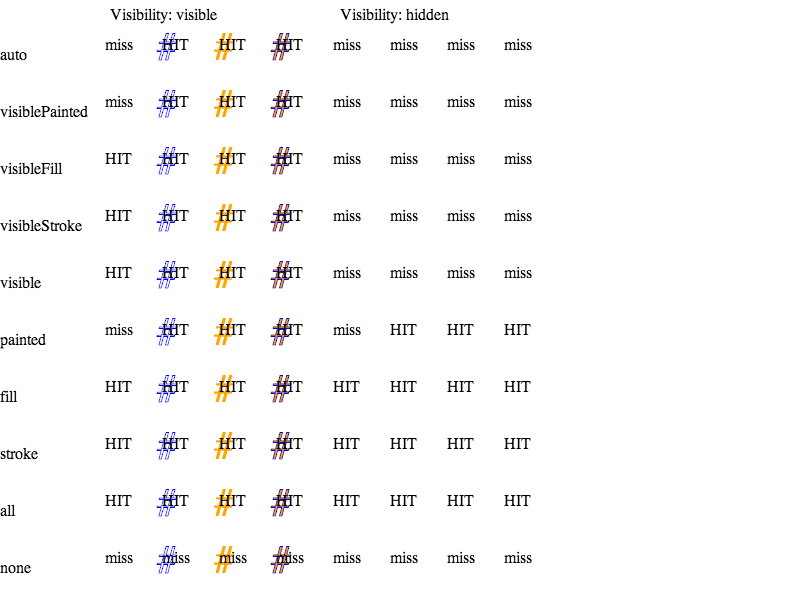 Visibility: visible Visibility: hidden
auto miss #HIT #HIT #HIT miss miss miss miss
visiblePainted miss #HIT #HIT #HIT miss miss miss miss
visibleFill HIT #HIT #HIT #HIT miss miss miss miss
visibleStroke HIT #HIT #HIT #HIT miss miss miss miss
visible HIT #HIT #HIT #HIT miss miss miss miss
painted miss #HIT #HIT #HIT miss HIT HIT HIT
fill HIT #HIT #HIT #HIT HIT HIT HIT HIT
stroke HIT #HIT #HIT #HIT HIT HIT HIT HIT
all HIT #HIT #HIT #HIT HIT HIT HIT HIT
none miss #miss #miss #miss miss miss miss miss